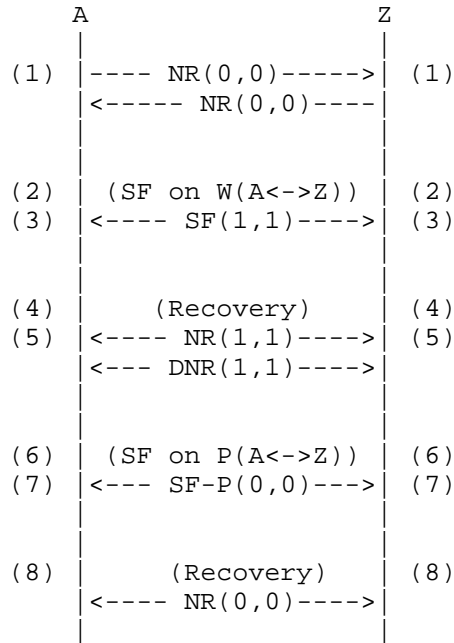 A                   Z
|                   |
(1) |---- NR(0,0)----->| (1)
|<----- NR(0,0)----|
|                   |
|                   |
(2) | (SF on W(A<->Z)) | (2)
(3) |<---- SF(1,1)---->| (3)
|                   |
|                   |
(4) |    (Recovery)    | (4)
(5) |<---- NR(1,1)---->| (5)
|<--- DNR(1,1)---->|
|                   |
|                   |
(6) | (SF on P(A<->Z)) | (6)
(7) |<--- SF-P(0,0)--->| (7)
|                   |
|                   |
(8) |    (Recovery)    | (8)
|<---- NR(0,0)---->|
|                   |